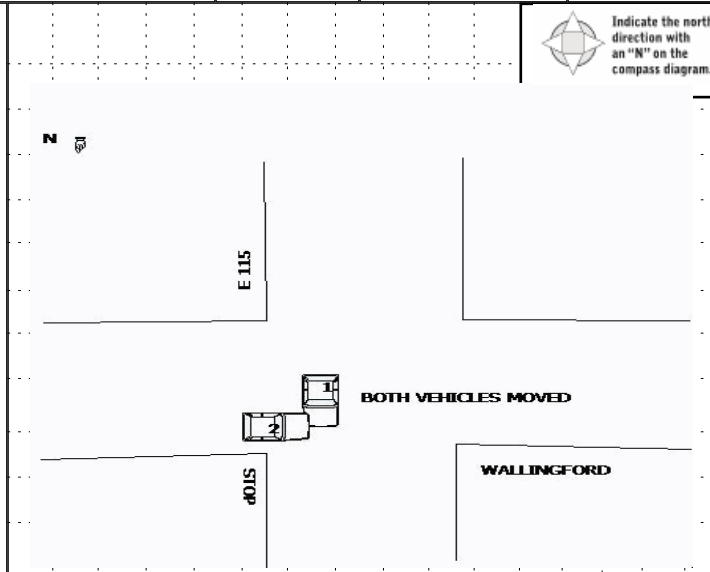 Indicate the north
direction with
an “N” on the
compass diagram.
N
E 115
1
BOTH VEHICLES MOVED
2
STOP
WALLINGFORD